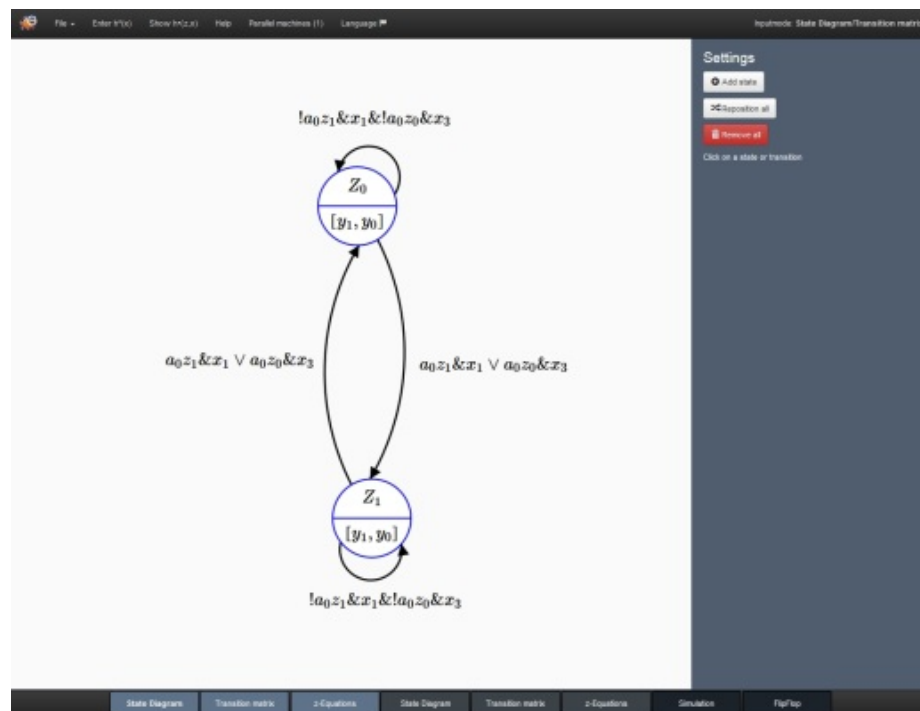 File Enter h*(x) Show h*(z,x) Help Parallel machines (1) Language Inputmode: State Diagram/Transition matrix
Settings
Add state
Reposition all
Remove all
Click on a state or transition
!a₀z₁&x₁&!a₀z₀&x₃
Z₀
[y₁, y₀]
a₀z₁&x₁ ∨ a₀z₀&x₃
a₀z₁&x₁ ∨ a₀z₀&x₃
Z₁
[y₁, y₀]
!a₀z₁&x₁&!a₀z₀&x₃
State Diagram Transition matrix z-Equations State Diagram Transition matrix z-Equations Simulation FlipFlop